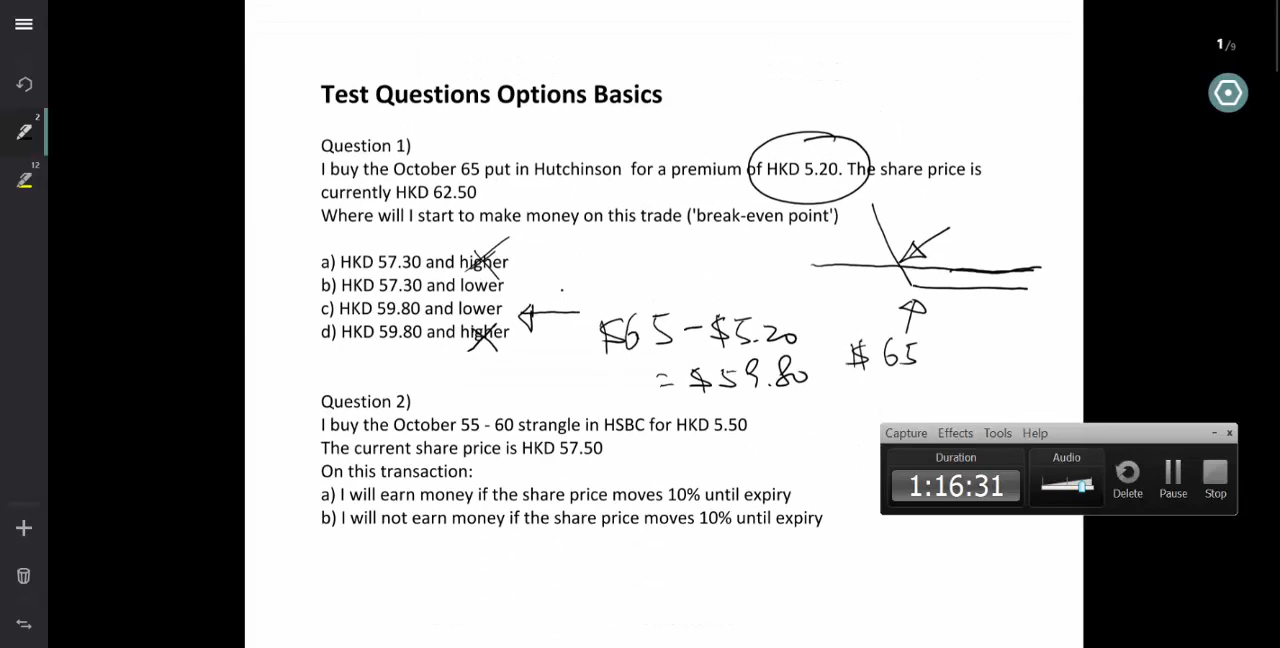 1/9
2
12
Test Questions Options Basics
Question 1)
I buy the October 65 put in Hutchinson for a premium of HKD 5.20. The share price is
currently HKD 62.50
Where will I start to make money on this trade ('break-even point')
a) HKD 57.30 and higher
b) HKD 57.30 and lower
c) HKD 59.80 and lower
d) HKD 59.80 and higher
$65 - $5.20
= $59.80
$65
Question 2)
I buy the October 55 - 60 strangle in HSBC for HKD 5.50
The current share price is HKD 57.50
On this transaction:
a) I will earn money if the share price moves 10% until expiry
b) I will not earn money if the share price moves 10% until expiry
Capture Effects Tools Help
- x
Duration Audio
1:16:31
Delete Pause Stop